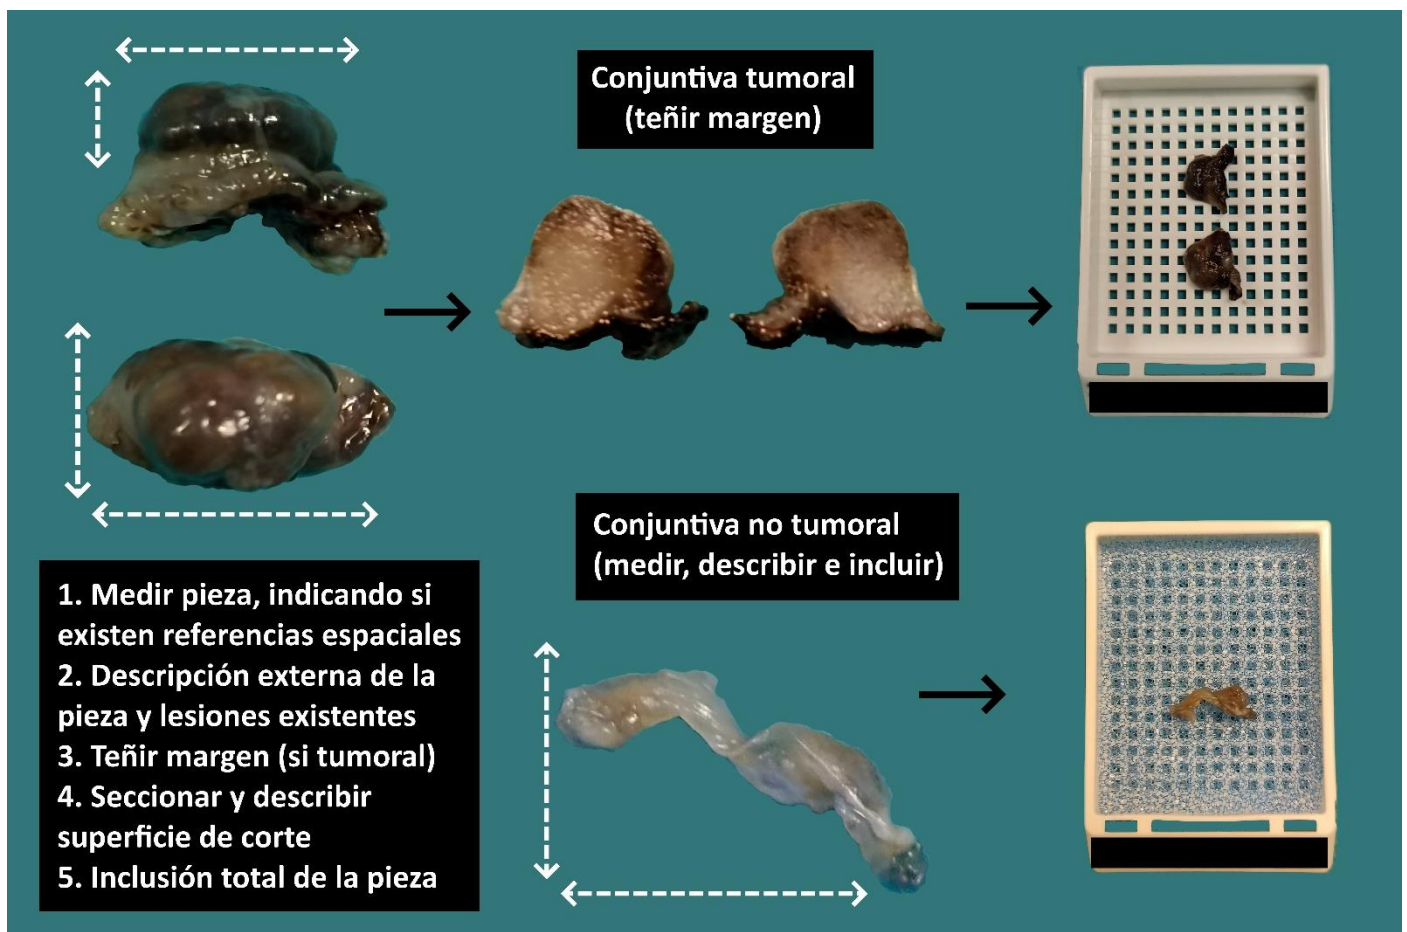 Conjuntiva tumoral
(teñir margen)
Conjuntiva no tumoral
(medir, describir e incluir)
1. Medir pieza, indicando si
existen referencias espaciales
2. Descripción externa de la
pieza y lesiones existentes
3. Teñir margen (si tumoral)
4. Seccionar y describir
superficie de corte
5. Inclusión total de la pieza